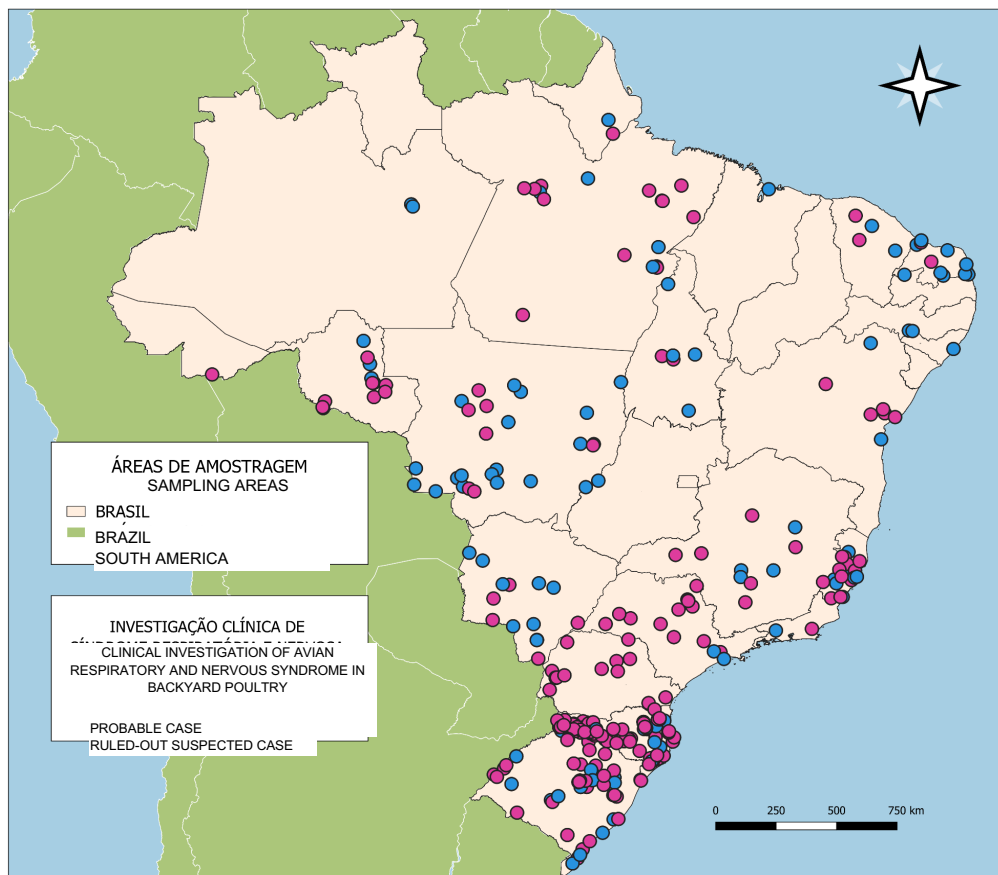 ÁREAS DE AMOSTRAGEM
SAMPLING AREAS
BRASIL
BRAZIL
SOUTH AMERICA
INVESTIGAÇÃO CLÍNICA DE
CLINICAL INVESTIGATION OF AVIAN
RESPIRATORY AND NERVOUS SYNDROME IN
BACKYARD POULTRY
PROBABLE CASE
RULED-OUT SUSPECTED CASE
0 250 500 750 km